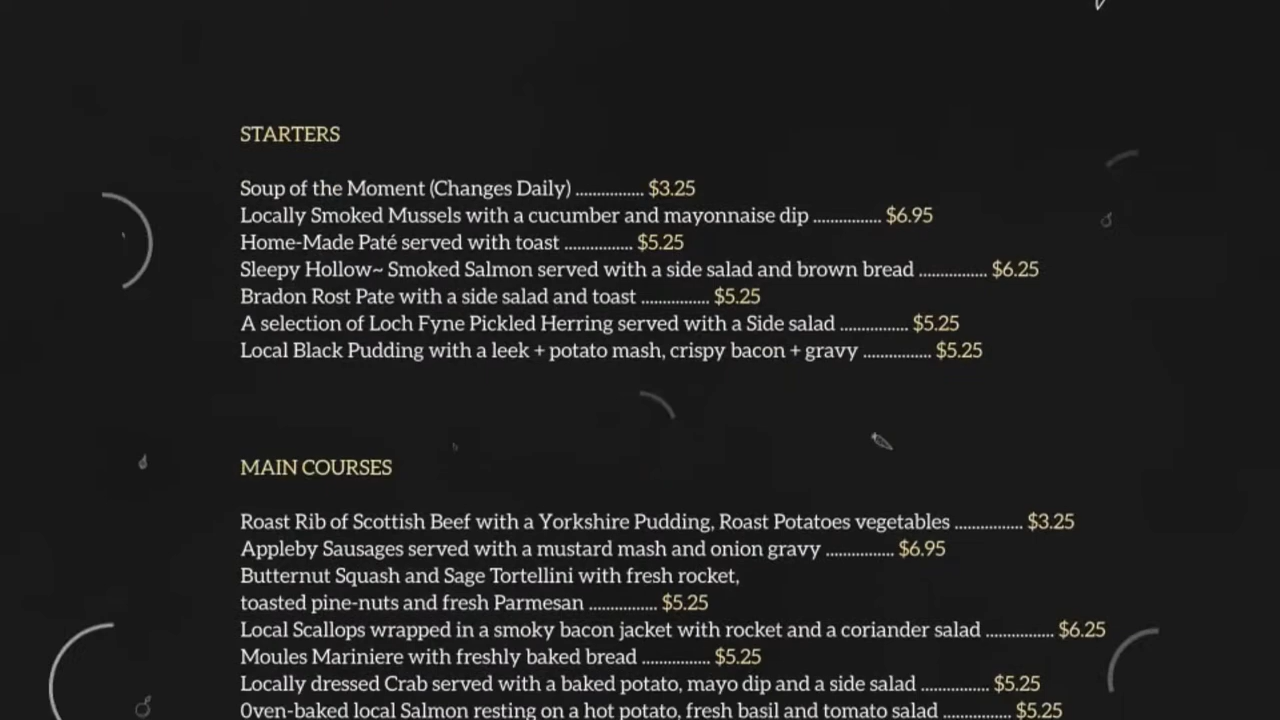 STARTERS
Soup of the Moment (Changes Daily) ................ $3.25
Locally Smoked Mussels with a cucumber and mayonnaise dip ................ $6.95
Home-Made Paté served with toast ................ $5.25
Sleepy Hollow~ Smoked Salmon served with a side salad and brown bread ................ $6.25
Bradon Rost Pate with a side salad and toast ................ $5.25
A selection of Loch Fyne Pickled Herring served with a Side salad ................ $5.25
Local Black Pudding with a leek + potato mash, crispy bacon + gravy ................ $5.25
MAIN COURSES
Roast Rib of Scottish Beef with a Yorkshire Pudding, Roast Potatoes vegetables ................ $3.25
Appleby Sausages served with a mustard mash and onion gravy ................ $6.95
Butternut Squash and Sage Tortellini with fresh rocket,
toasted pine-nuts and fresh Parmesan ................ $5.25
Local Scallops wrapped in a smoky bacon jacket with rocket and a coriander salad ................ $6.25
Moules Mariniere with freshly baked bread ................ $5.25
Locally dressed Crab served with a baked potato, mayo dip and a side salad ................ $5.25
Oven-baked local Salmon resting on a hot potato, fresh basil and tomato salad ................ $5.25